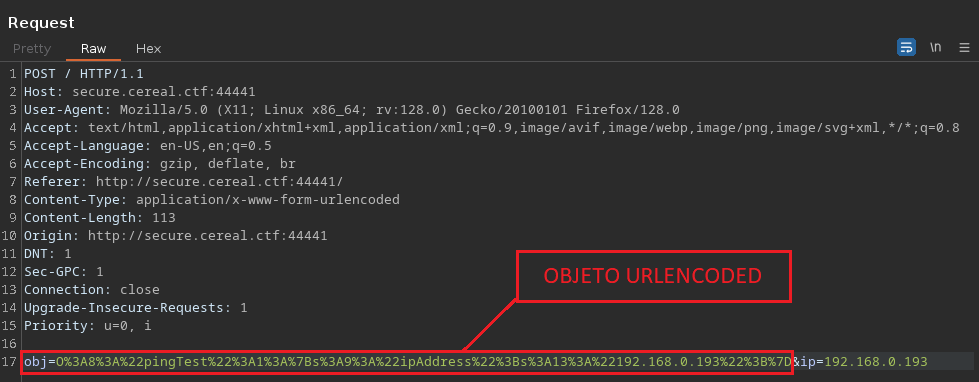 Request
Pretty Raw Hex \n
1 POST / HTTP/1.1
2 Host: secure.cereal.ctf:44441
3 User-Agent: Mozilla/5.0 (X11; Linux x86_64; rv:128.0) Gecko/20100101 Firefox/128.0
4 Accept: text/html,application/xhtml+xml,application/xml;q=0.9,image/avif,image/webp,image/png,image/svg+xml,*/*;q=0.8
5 Accept-Language: en-US,en;q=0.5
6 Accept-Encoding: gzip, deflate, br
7 Referer: http://secure.cereal.ctf:44441/
8 Content-Type: application/x-www-form-urlencoded
9 Content-Length: 113
10 Origin: http://secure.cereal.ctf:44441
11 DNT: 1
12 Sec-GPC: 1
13 Connection: close
14 Upgrade-Insecure-Requests: 1
15 Priority: u=0, i
16
OBJETO URLENCODED
17 obj=O%3A8%3A%22pingTest%22%3A1%3A%7Bs%3A9%3A%22ipAddress%22%3Bs%3A13%3A%22192.168.0.193%22%3B%7D&ip=192.168.0.193